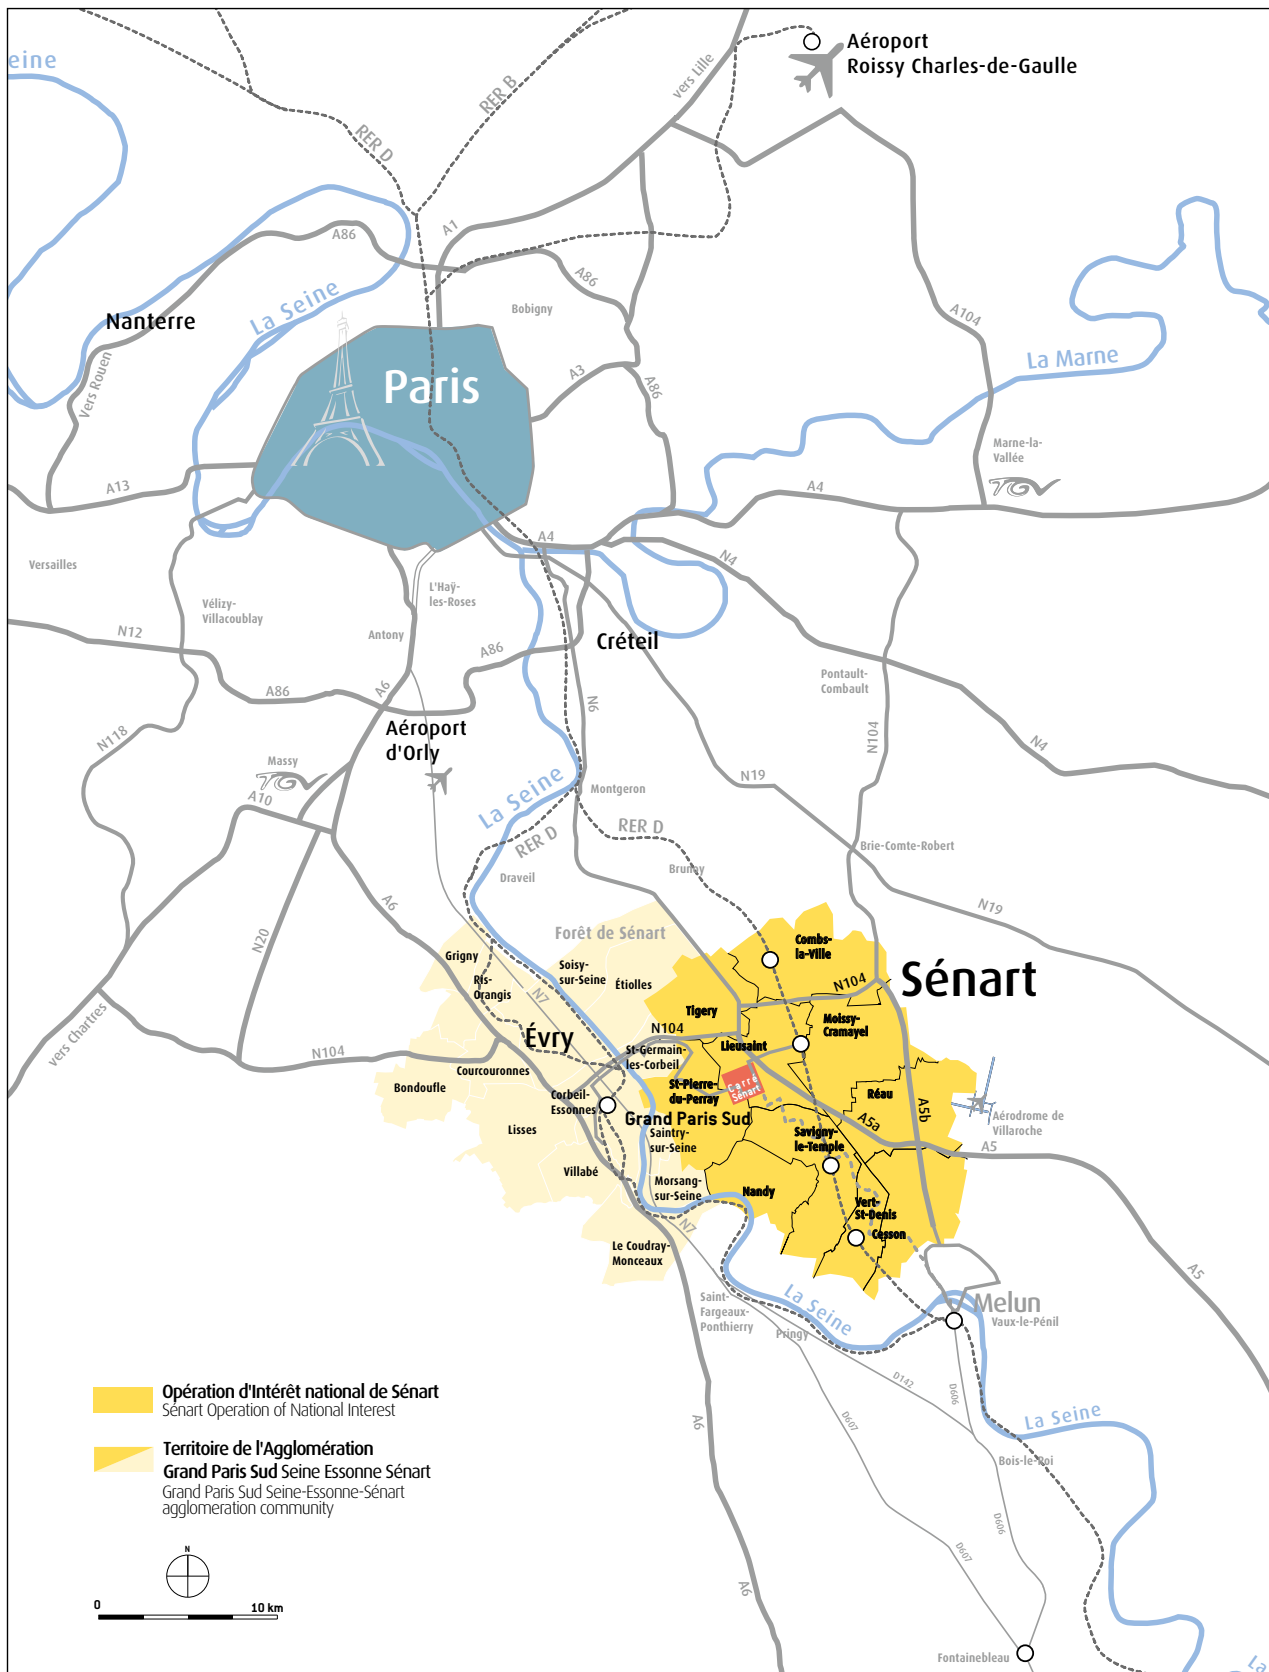 Aéroport
Roissy Charles-de-Gaulle
eine
vers Lille
RER B
RER D
A1
A86
La Seine
A86
Bobigny
Nanterre
A104
La Marne
Paris
Vers Rouen
A3
A86
Marne-la-
Vallée
TGV
A13
A4
A4
N4
Versailles
L'Haÿ-
les-Roses
Vélizy-
Villacoublay
N12
Antony
Créteil
A86
A86
A6
N6
Pontault-
Combault
N104
N118
Aéroport
d'Orly
N4
Massy
TGV
A10
La Seine
Montgeron
N19
RER D
RER D
Brie-Comte-Robert
Brunoy
Draveil
A6
N19
N20
Forêt de Sénart
Combs-
la-Ville
Grigny
Soisy-
sur-Seine
Étiolles
Sénart
Ris-
Orangis
N7
N104
Tigery
Moissy-
Cramayel
vers Chartres
Évry
N104
Lieusaint
N104
St-Germain-
les-Corbeil
Courcouronnes
Bondoufle
St-Pierre-
du-Perray
Carré
Sénart
Réau
Corbeil-
Essonnes
A5b
Grand Paris Sud
A5a
Aérodrome de
Villaroche
Lisses
Saintry-
sur-Seine
Savigny-
le-Temple
A5
Villabé
Morsang-
sur-Seine
Nandy
Vert-
St-Denis
N7
Cesson
Le Coudray-
Monceaux
A5
Saint-
Fargeaux-
Ponthierry
La Seine
Melun
Vaux-le-Pénil
Pringy
D142
D606
Opération d'Intérêt national de Sénart
Sénart Operation of National Interest
A6
D607
La Seine
Territoire de l'Agglomération
Grand Paris Sud Seine Essonne Sénart
Grand Paris Sud Seine-Essonne-Sénart
agglomeration community
Bois-le-Roi
D606
D607
N
A6
0
10 km
Fontainebleau
La